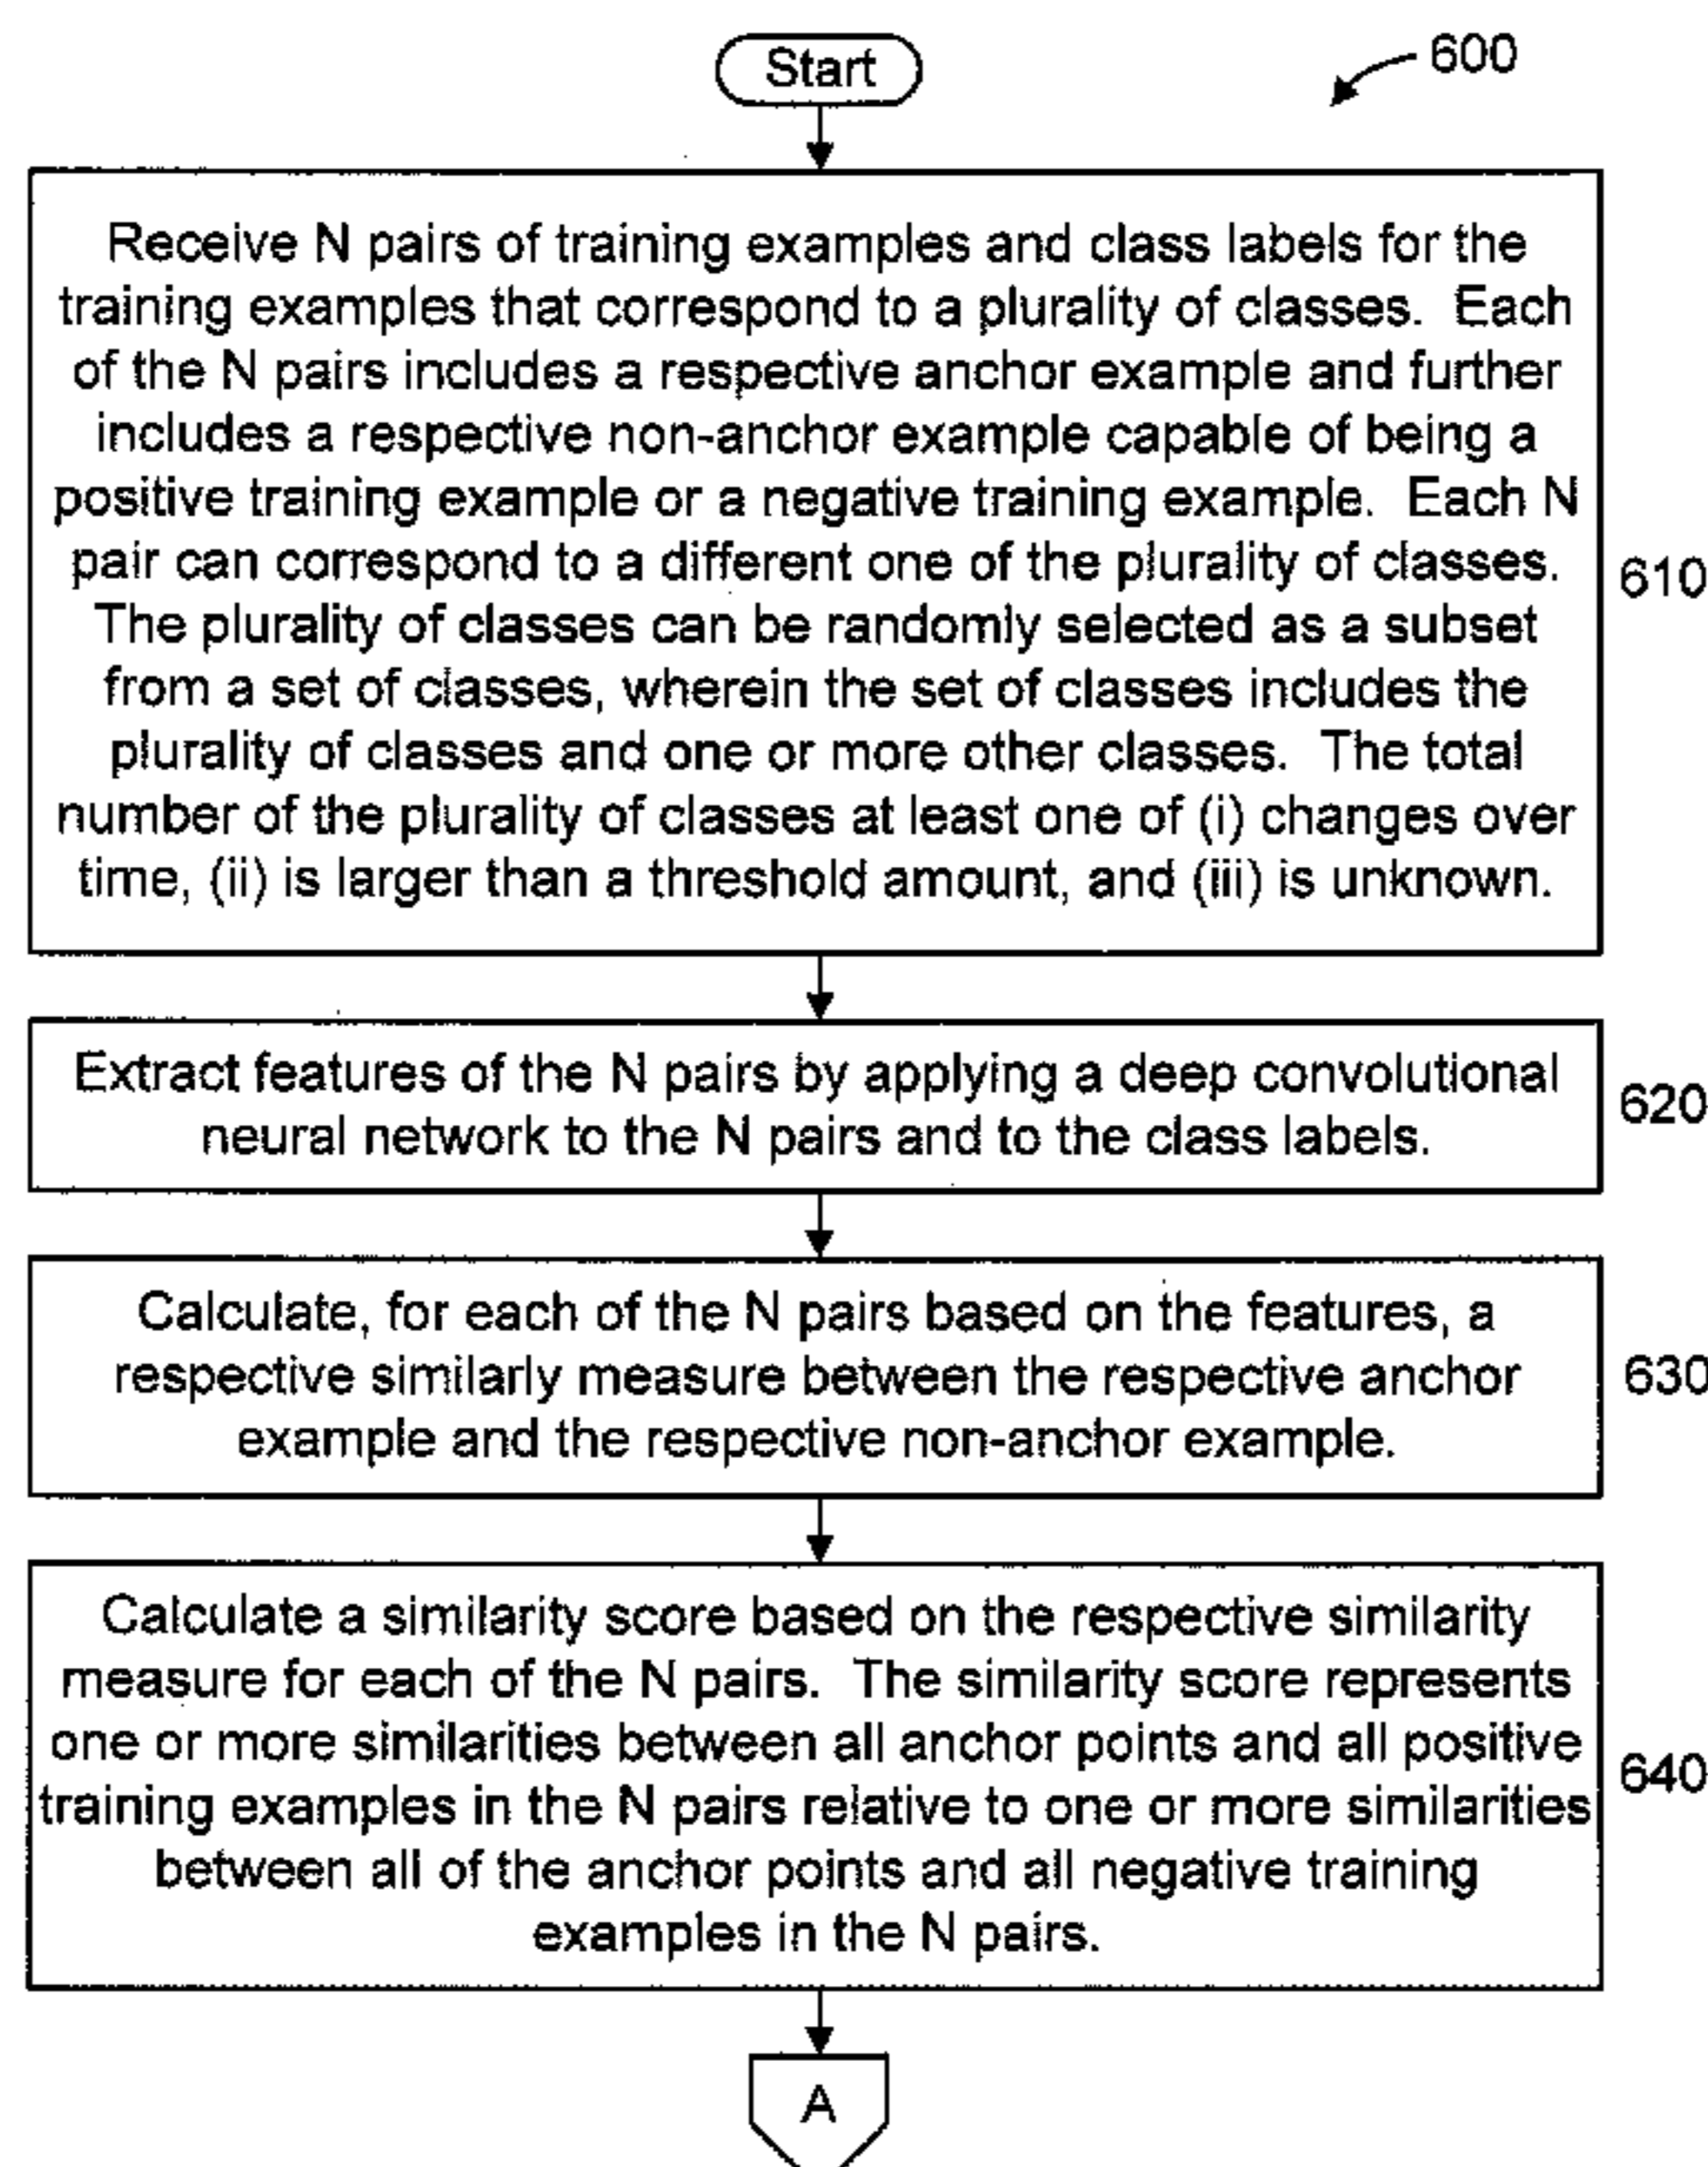 Start
600
Receive N pairs of training examples and class labels for the
training examples that correspond to a plurality of classes. Each
of the N pairs includes a respective anchor example and further
includes a respective non-anchor example capable of being a
positive training example or a negative training example. Each N
pair can correspond to a different one of the plurality of classes.
The plurality of classes can be randomly selected as a subset
from a set of classes, wherein the set of classes includes the
plurality of classes and one or more other classes. The total
number of the plurality of classes at least one of (i) changes over
time, (ii) is larger than a threshold amount, and (iii) is unknown.
610
Extract features of the N pairs by applying a deep convolutional
neural network to the N pairs and to the class labels.
620
Calculate, for each of the N pairs based on the features, a
respective similarly measure between the respective anchor
example and the respective non-anchor example.
630
Calculate a similarity score based on the respective similarity
measure for each of the N pairs. The similarity score represents
one or more similarities between all anchor points and all positive
training examples in the N pairs relative to one or more similarities
between all of the anchor points and all negative training
examples in the N pairs.
640
A